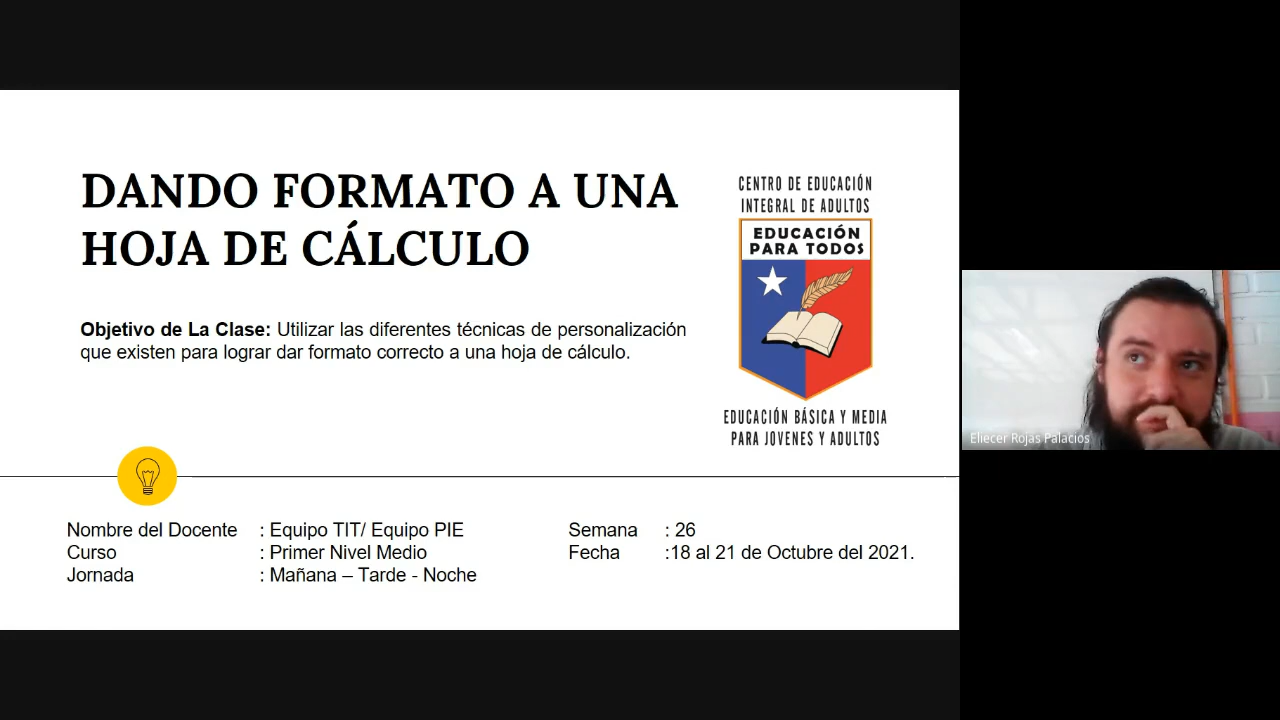 DANDO FORMATO A UNA
HOJA DE CÁLCULO
Objetivo de La Clase: Utilizar las diferentes técnicas de personalización
que existen para lograr dar formato correcto a una hoja de cálculo.
CENTRO DE EDUCACIÓN
INTEGRAL DE ADULTOS
EDUCACIÓN
PARA TODOS
EDUCACIÓN BÁSICA Y MEDIA
PARA JOVENES Y ADULTOS
Nombre del Docente : Equipo TIT/ Equipo PIE
Curso : Primer Nivel Medio
Jornada : Mañana – Tarde - Noche
Semana : 26
Fecha :18 al 21 de Octubre del 2021.
Eliecer Rojas Palacios